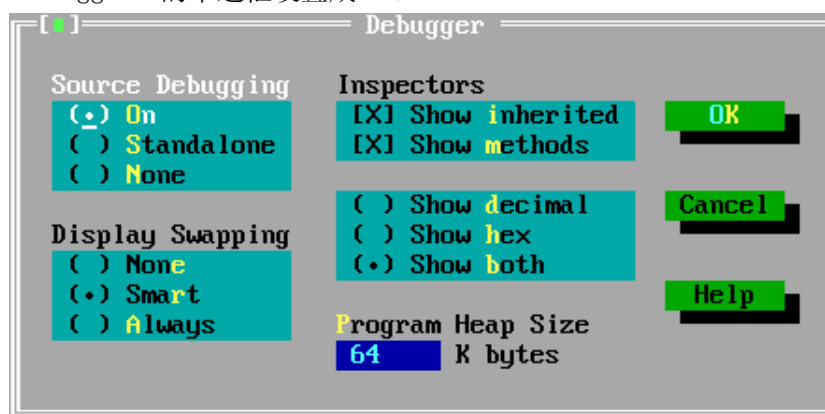 [■] Debugger
Source Debugging
(•) On
( ) Standalone
( ) None
Display Swapping
( ) None
(•) Smart
( ) Always
Inspectors
[X] Show inherited
[X] Show methods
( ) Show decimal
( ) Show hex
(•) Show both
Program Heap Size
64 K bytes
OK
Cancel
Help